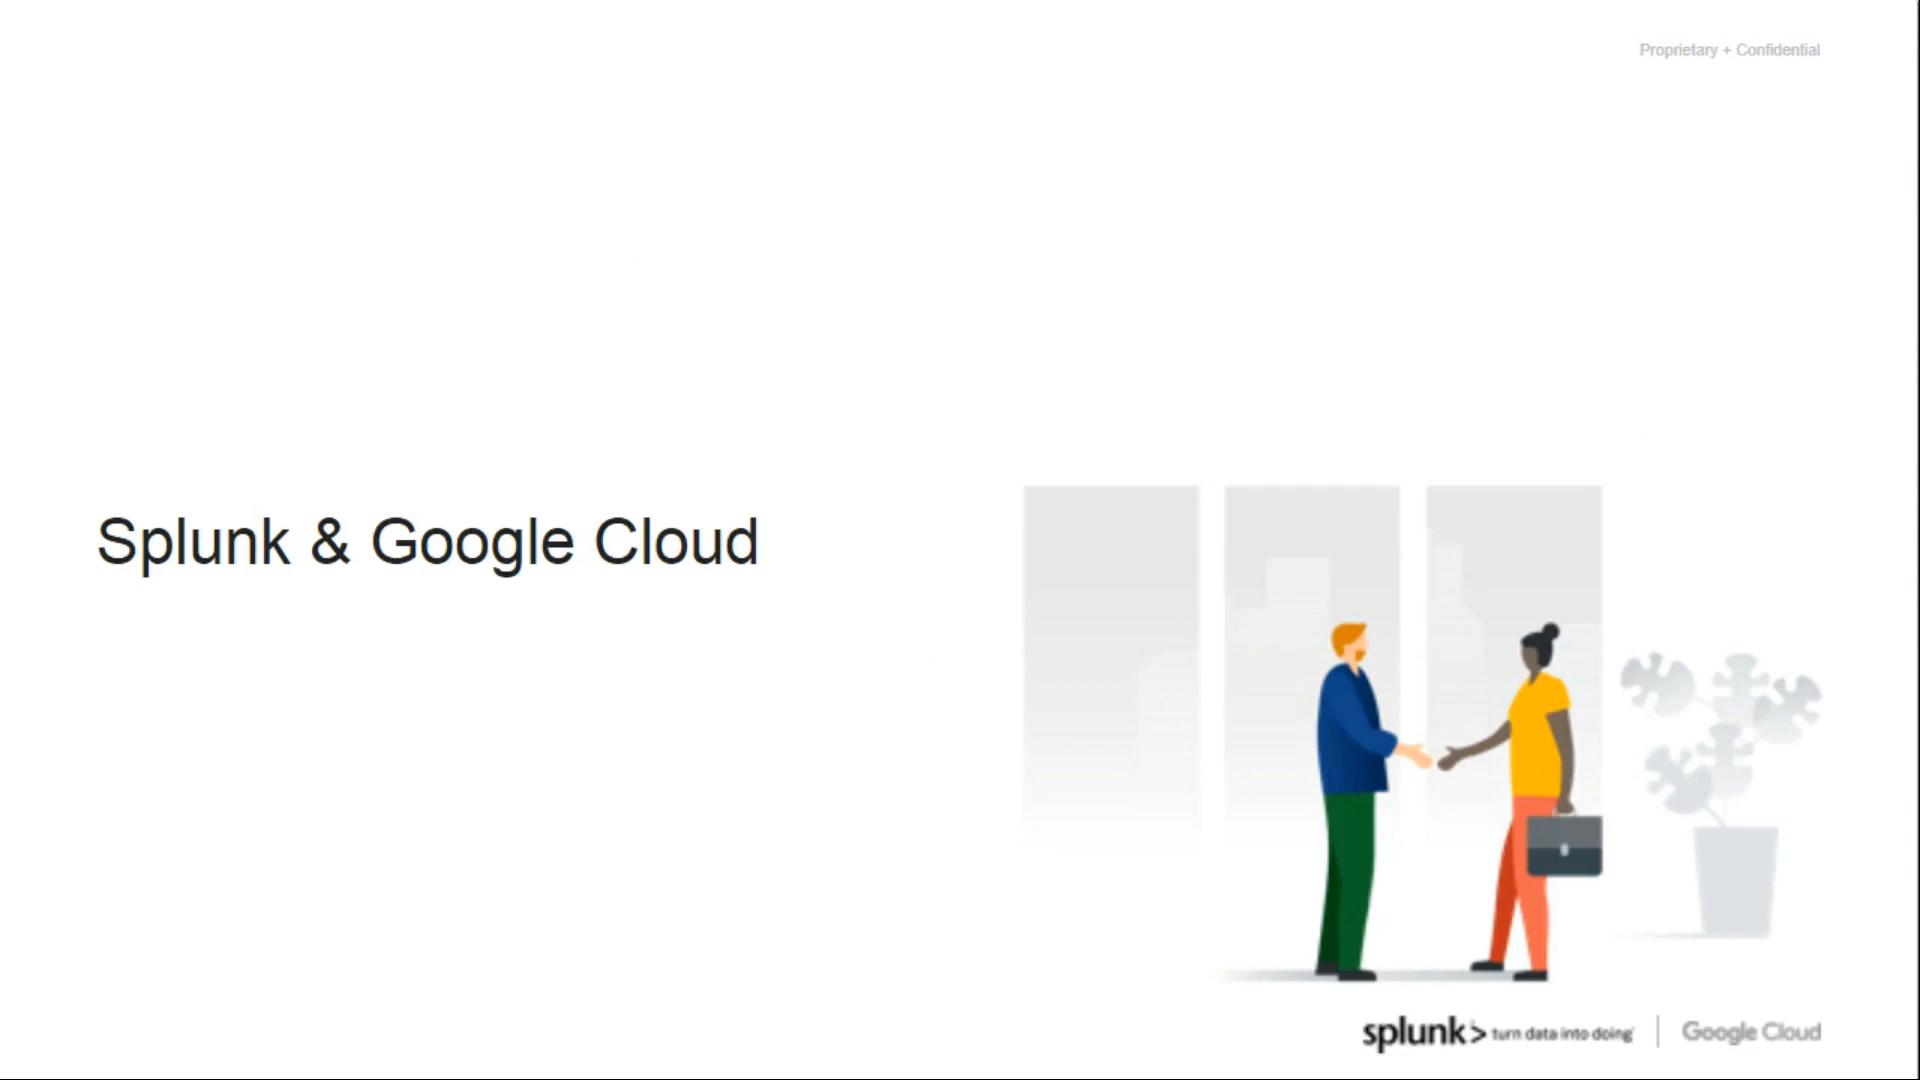 Proprietary + Confidential
Splunk & Google Cloud
splunk> turn data into doing
Google Cloud